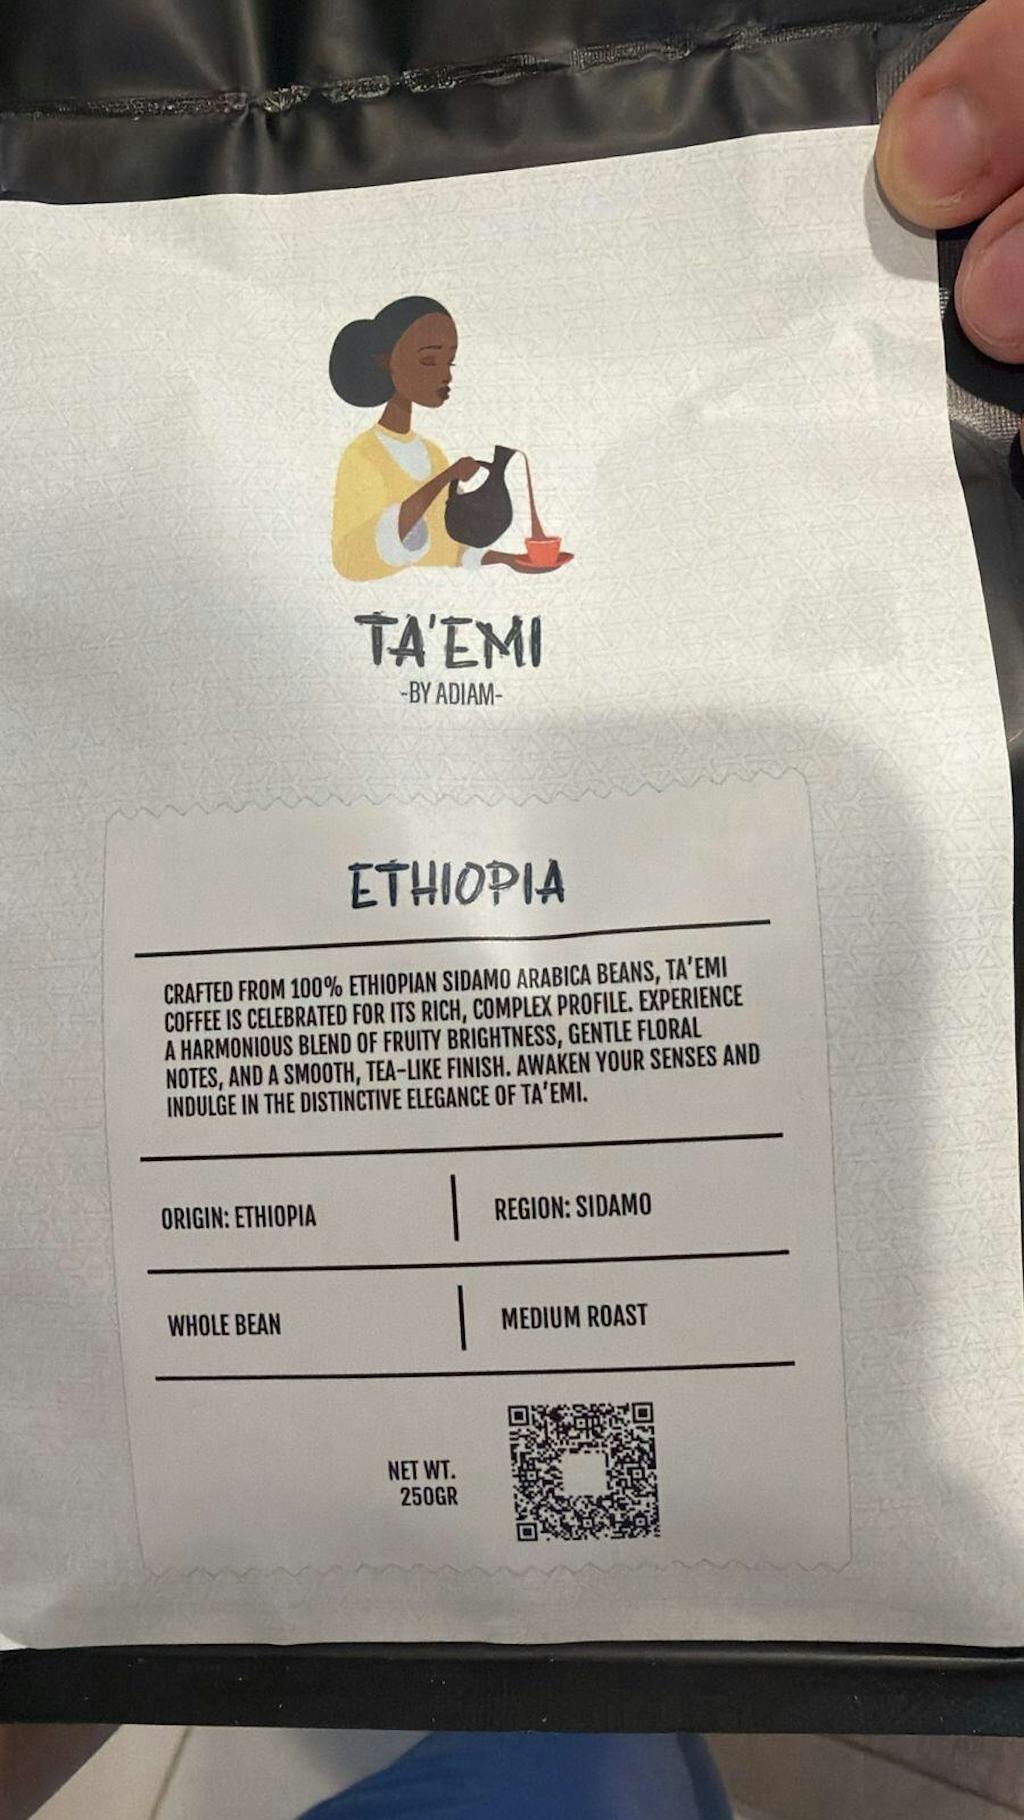 TA'EMI
-BY ADIAM-
ETHIOPIA
CRAFTED FROM 100% ETHIOPIAN SIDAMO ARABICA BEANS, TA'EMI
COFFEE IS CELEBRATED FOR ITS RICH, COMPLEX PROFILE. EXPERIENCE
A HARMONIOUS BLEND OF FRUITY BRIGHTNESS, GENTLE FLORAL
NOTES, AND A SMOOTH, TEA-LIKE FINISH. AWAKEN YOUR SENSES AND
INDULGE IN THE DISTINCTIVE ELEGANCE OF TA'EMI.
ORIGIN: ETHIOPIA
REGION: SIDAMO
WHOLE BEAN
MEDIUM ROAST
NET WT.
250GR